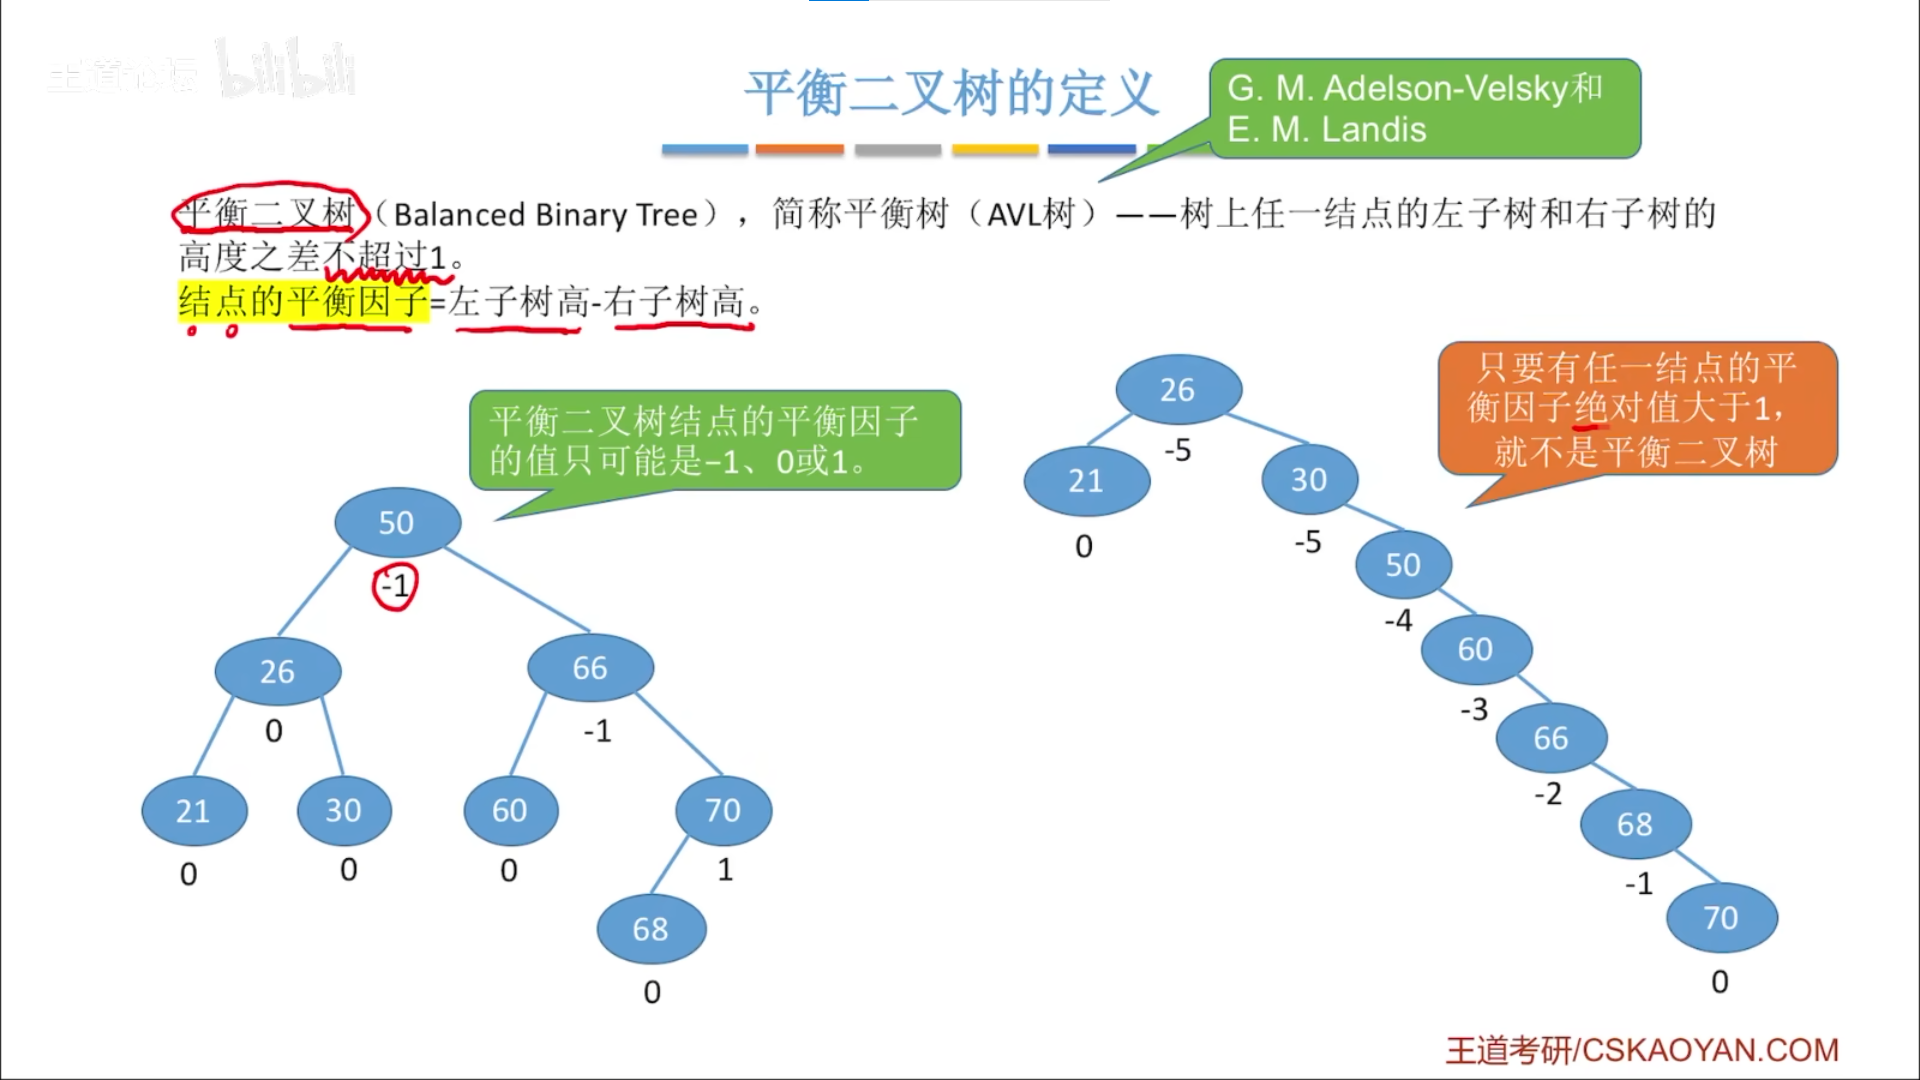 王道论坛 bilibili
平衡二叉树的定义
G. M. Adelson-Velsky和
E. M. Landis
平衡二叉树（Balanced Binary Tree），简称平衡树（AVL树）——树上任一结点的左子树和右子树的
高度之差不超过1。
结点的平衡因子=左子树高-右子树高。
平衡二叉树结点的平衡因子
的值只可能是−1、0或1。
50
-1
26
66
0
-1
21
30
60
70
0
0
0
1
68
0
只要有任一结点的平
衡因子绝对值大于1，
就不是平衡二叉树
26
-5
21
30
0
-5
50
-4
60
-3
66
-2
68
-1
70
0
王道考研/CSKAOYAN.COM